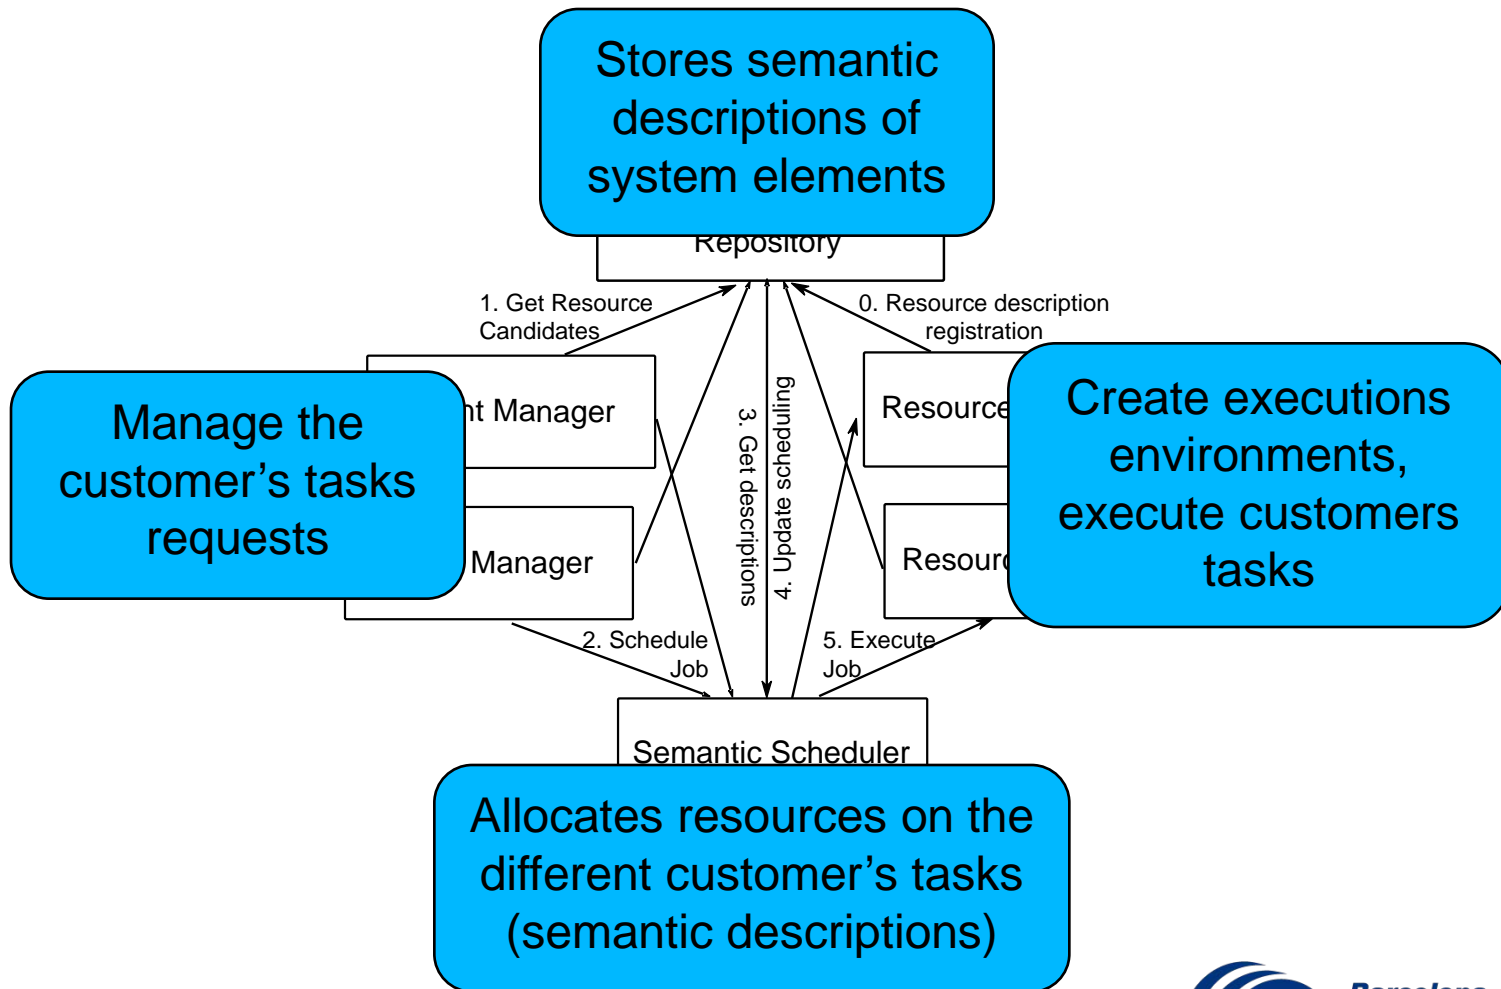 Stores semantic
descriptions of
system elements
Repository
1. Get Resource
Candidates
0. Resource description
registration
Manager
Resource
Manage the
customer's tasks
requests
3. Get descriptions
4. Update scheduling
Create executions
environments,
execute customers
tasks
Manager
2. Schedule
Job
5. Execute
Job
Semantic Scheduler
Allocates resources on the
different customer's tasks
(semantic descriptions)